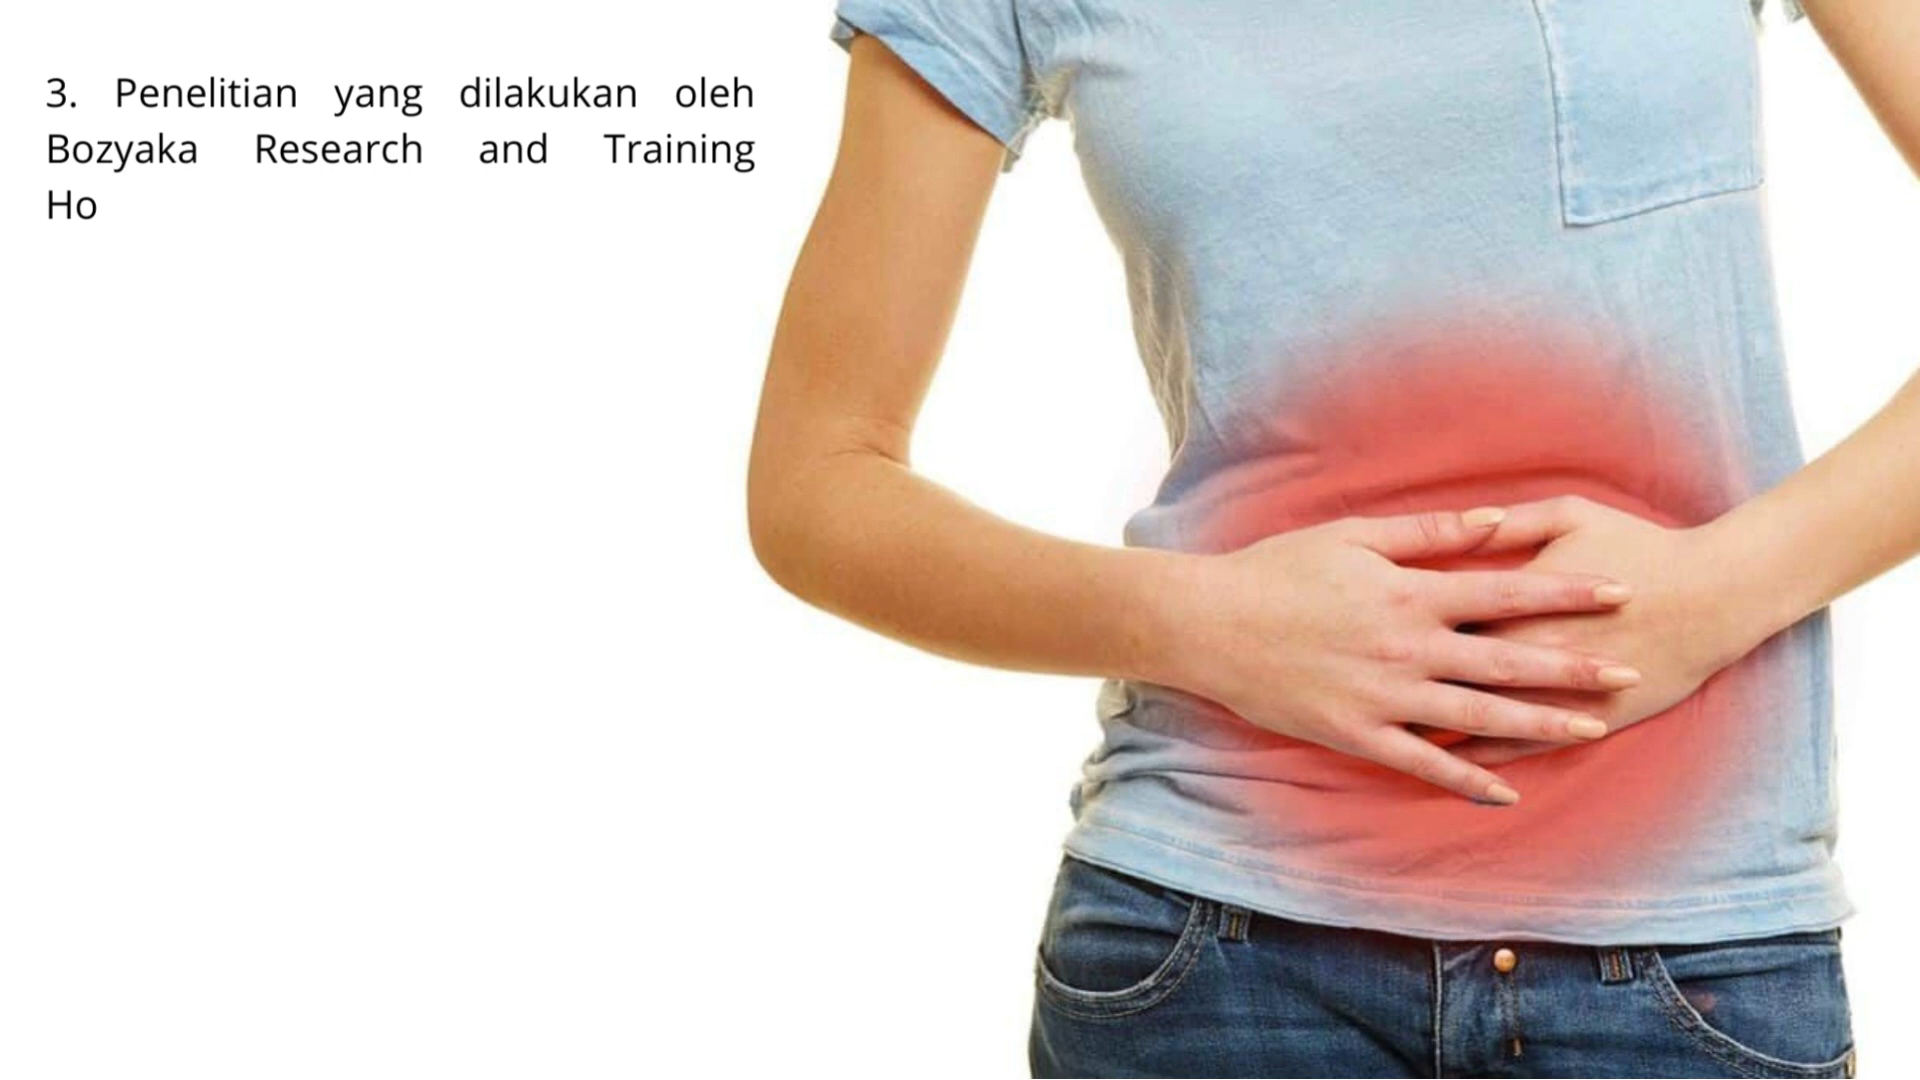 3. Penelitian yang dilakukan oleh
Bozyaka Research and Training
Ho